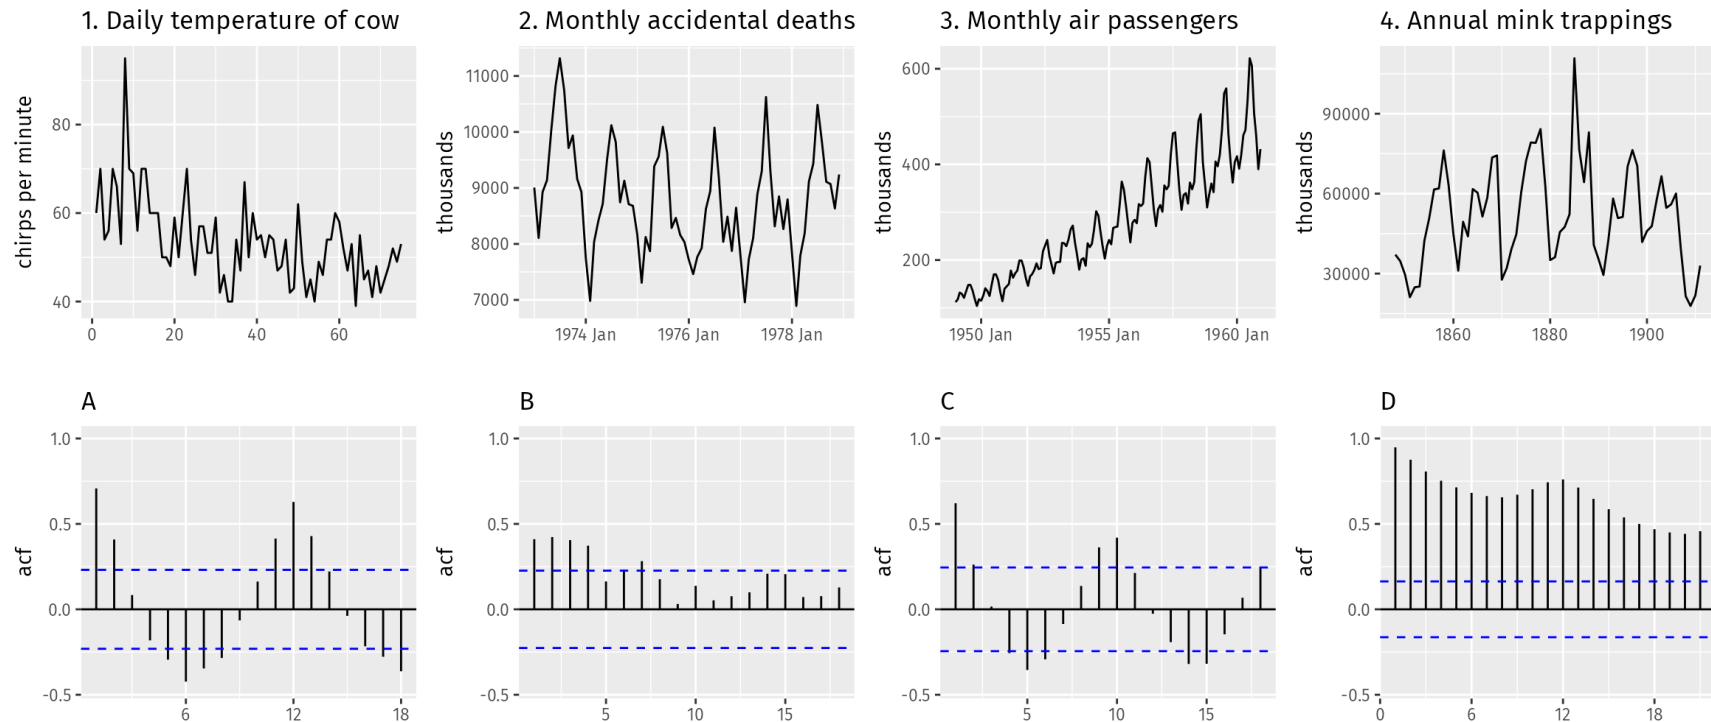 1. Daily temperature of cow
2. Monthly accidental deaths
3. Monthly air passengers
4. Annual mink trappings
chirps per minute
80
60
40
0 20 40 60
thousands
11000
10000
9000
8000
7000
1974 Jan 1976 Jan 1978 Jan
thousands
600
400
200
1950 Jan 1955 Jan 1960 Jan
thousands
90000
60000
30000
1860 1880 1900
A
acf
1.0
0.5
0.0
-0.5
6 12 18
B
acf
1.0
0.5
0.0
-0.5
5 10 15
C
acf
1.0
0.5
0.0
-0.5
5 10 15
D
acf
1.0
0.5
0.0
-0.5
0 6 12 18